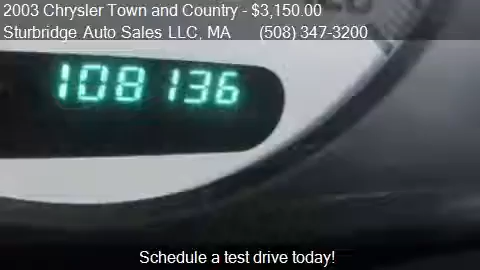 2003 Chrysler Town and Country - $3,150.00
Sturbridge Auto Sales LLC, MA (508) 347-3200
108136
Schedule a test drive today!